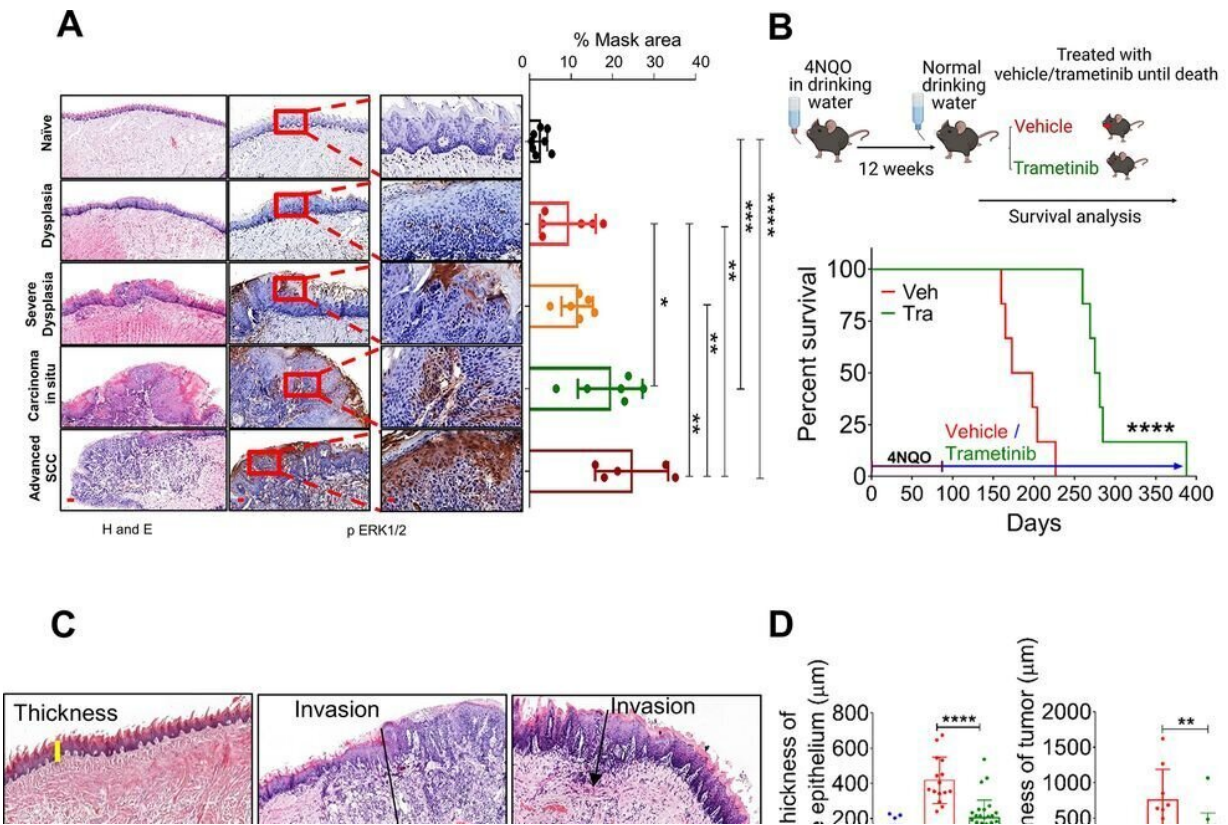 A
% Mask area
0 10 20 30 40
Naïve
Dysplasia
Severe
Dysplasia
Carcinoma
in situ
Advanced
SCC
H and E
p ERK1/2
*
**
**
**
***
****
B
4NQO
in drinking
water
Normal
drinking
water
Treated with
vehicle/trametinib until death
Vehicle
Trametinib
12 weeks
Survival analysis
Percent survival
100
75
50
25
0
Veh
Tra
Vehicle /
Trametinib
4NQO
****
0 50 100 150 200 250 300 350 400
Days
C
Thickness
Invasion
Invasion
D
hickness of
e epithelium (μm)
800
600
400
200
****
ness of tumor (μm)
2000
1500
1000
500
**